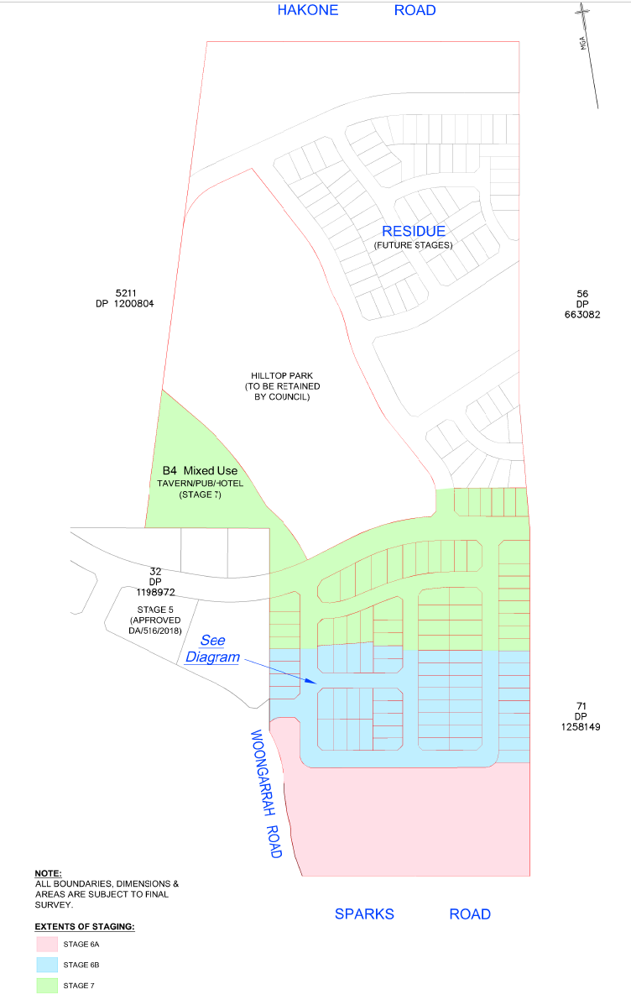 HAKONE ROAD
MGA
RESIDUE
(FUTURE STAGES)
5211
DP 1200804
56
DP
663082
HILLTOP PARK
(TO BE RETAINED
BY COUNCIL)
B4 Mixed Use
TAVERN/PUB/HOTEL
(STAGE 7)
32
DP
1198972
STAGE 5
(APPROVED
DA/516/2018)
See
Diagram
71
DP
1258149
WOONGARRAH ROAD
SPARKS ROAD
NOTE:
ALL BOUNDARIES, DIMENSIONS &
AREAS ARE SUBJECT TO FINAL
SURVEY.
EXTENTS OF STAGING:
STAGE 6A
STAGE 6B
STAGE 7